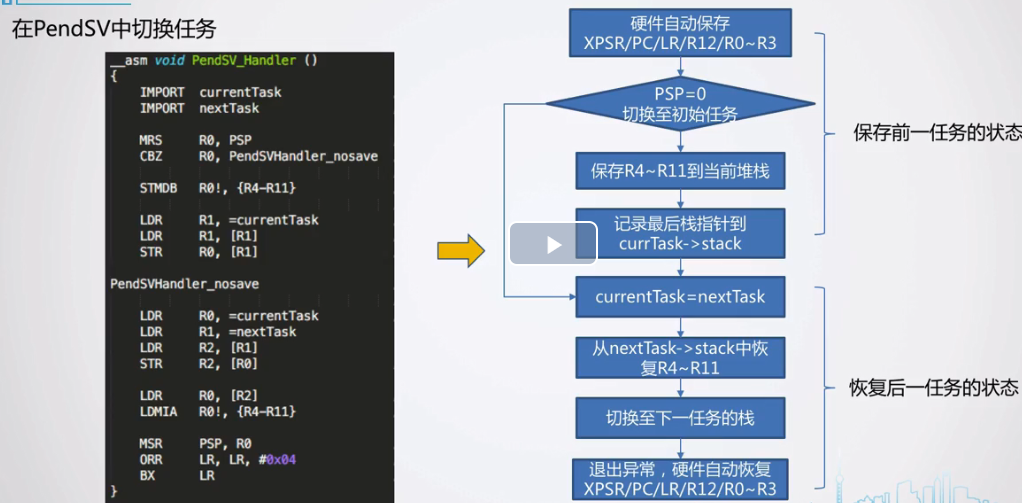 在PendSV中切换任务
__asm void PendSV_Handler ()
{
IMPORT currentTask
IMPORT nextTask
MRS R0, PSP
CBZ R0, PendSVHandler_nosave
STMDB R0!, {R4-R11}
LDR R1, =currentTask
LDR R1, [R1]
STR R0, [R1]
PendSVHandler_nosave
LDR R0, =currentTask
LDR R1, =nextTask
LDR R2, [R1]
STR R2, [R0]
LDR R0, [R2]
LDMIA R0!, {R4-R11}
MSR PSP, R0
ORR LR, LR, #0x04
BX LR
}
硬件自动保存
XPSR/PC/LR/R12/R0~R3
PSP=0
切换至初始任务
保存R4~R11到当前堆栈
记录最后栈指针到
currTask->stack
currentTask=nextTask
从nextTask->stack中恢
复R4~R11
切换至下一任务的栈
退出异常，硬件自动恢复
XPSR/PC/LR/R12/R0~R3
保存前一任务的状态
恢复后一任务的状态